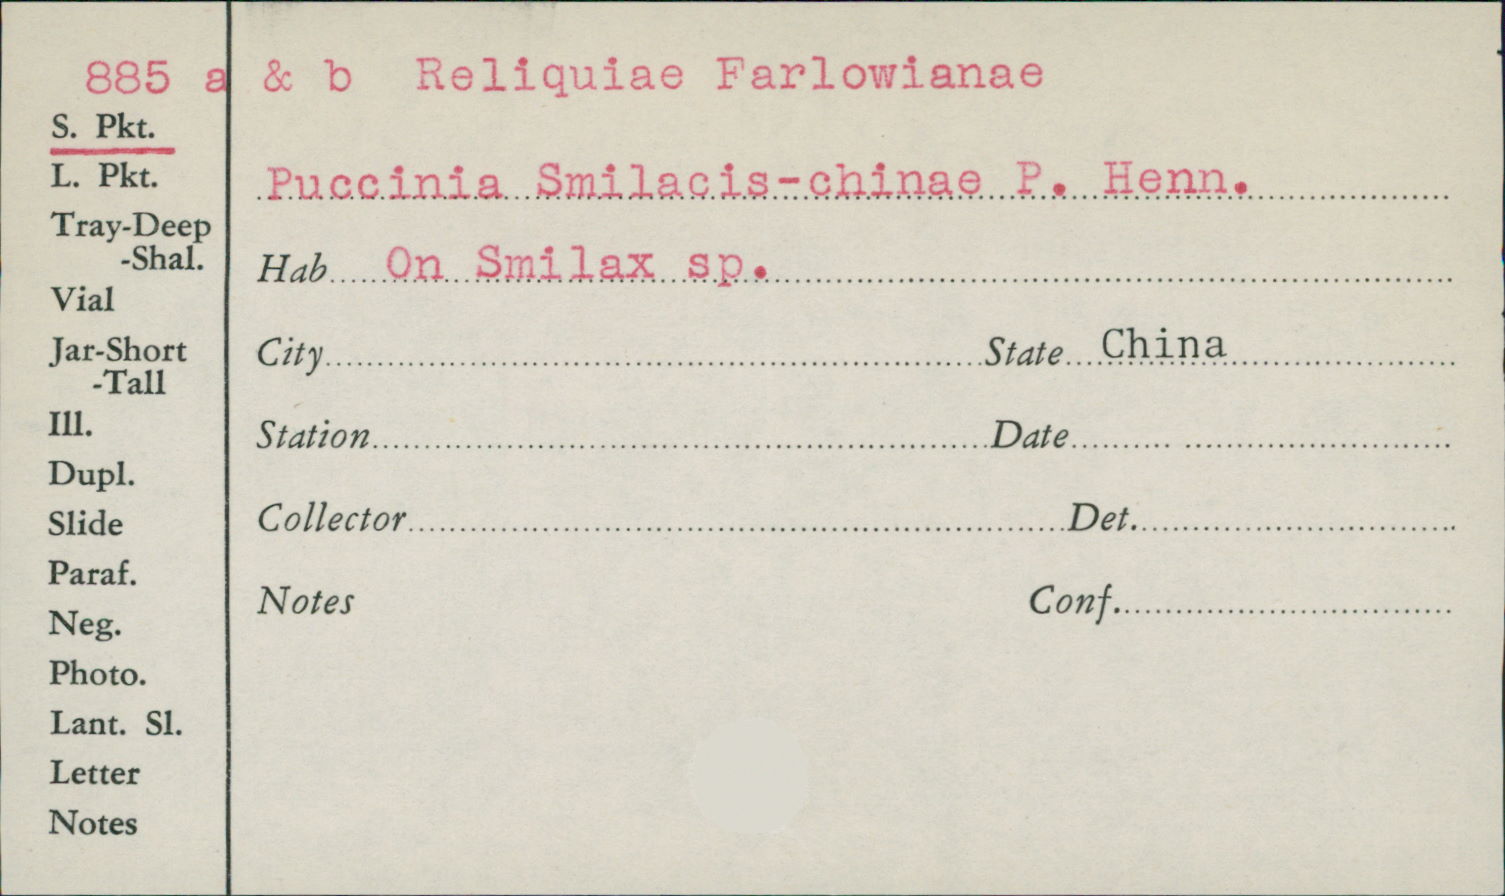 885 a & b Reliquiae Farlowianae
S. Pkt.
L. Pkt.
Tray-Deep
-Shal.
Vial
Jar-Short
-Tall
Ill.
Dupl.
Slide
Paraf.
Neg.
Photo.
Lant. Sl.
Letter
Notes
Puccinia Smilacis-chinae P. Henn.
Hab On Smilax sp.
City State China
Station Date
Collector Det.
Notes Conf.